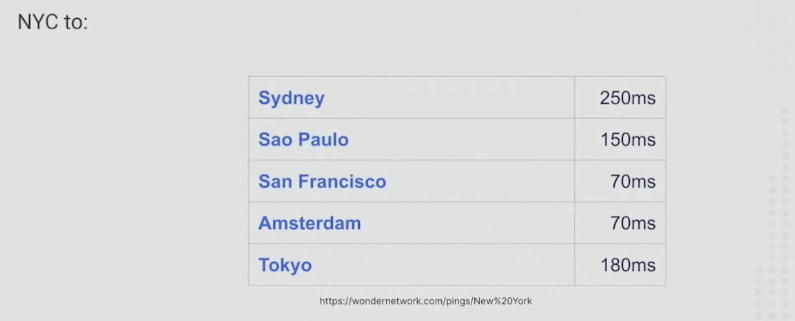 NYC to:
Sydney 250ms
Sao Paulo 150ms
San Francisco 70ms
Amsterdam 70ms
Tokyo 180ms
https://wondernetwork.com/pings/New%20York